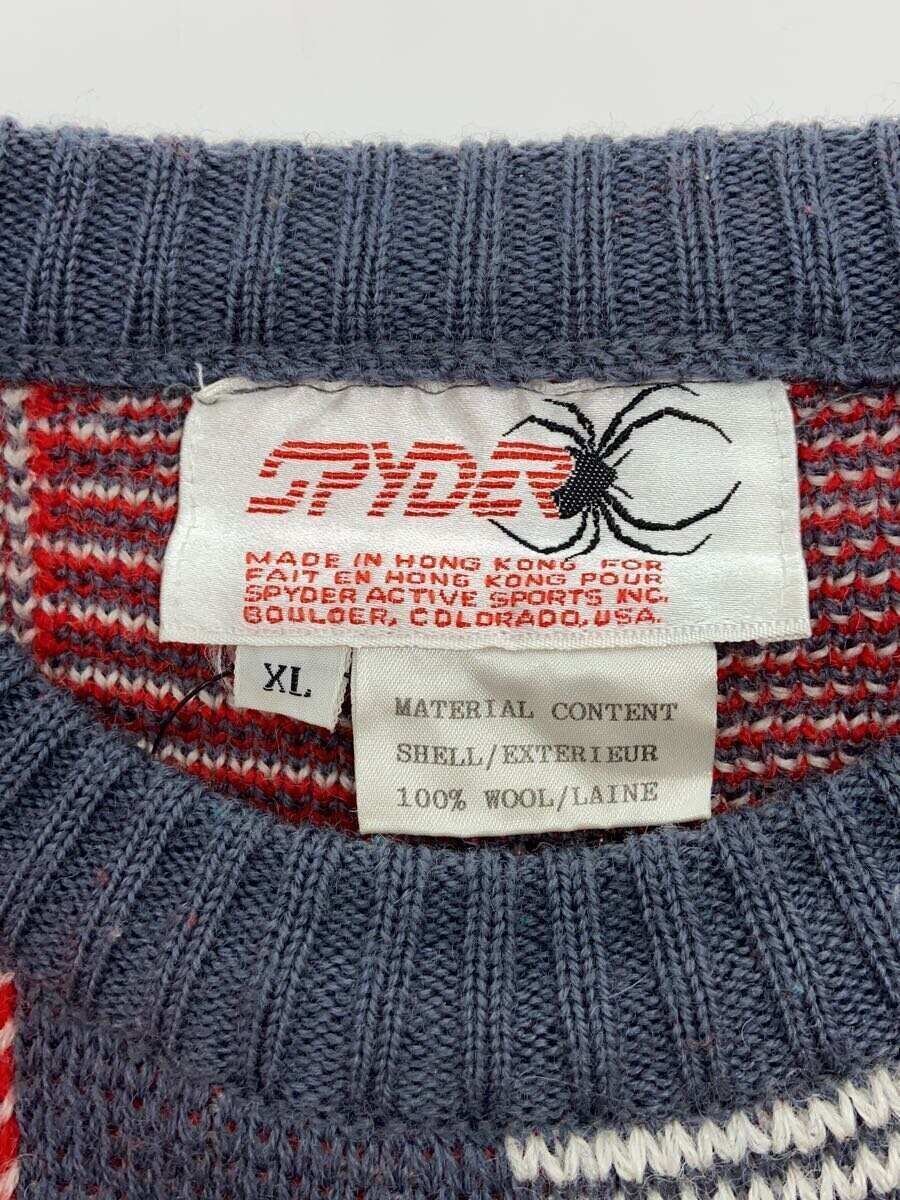 SPYDER
MADE IN HONG KONG FOR
FAIT EN HONG KONG POUR
SPYDER ACTIVE SPORTS INC.
BOULDER, COLORADO, USA.
XL
MATERIAL CONTENT
SHELL/EXTERIEUR
100% WOOL/LAINE